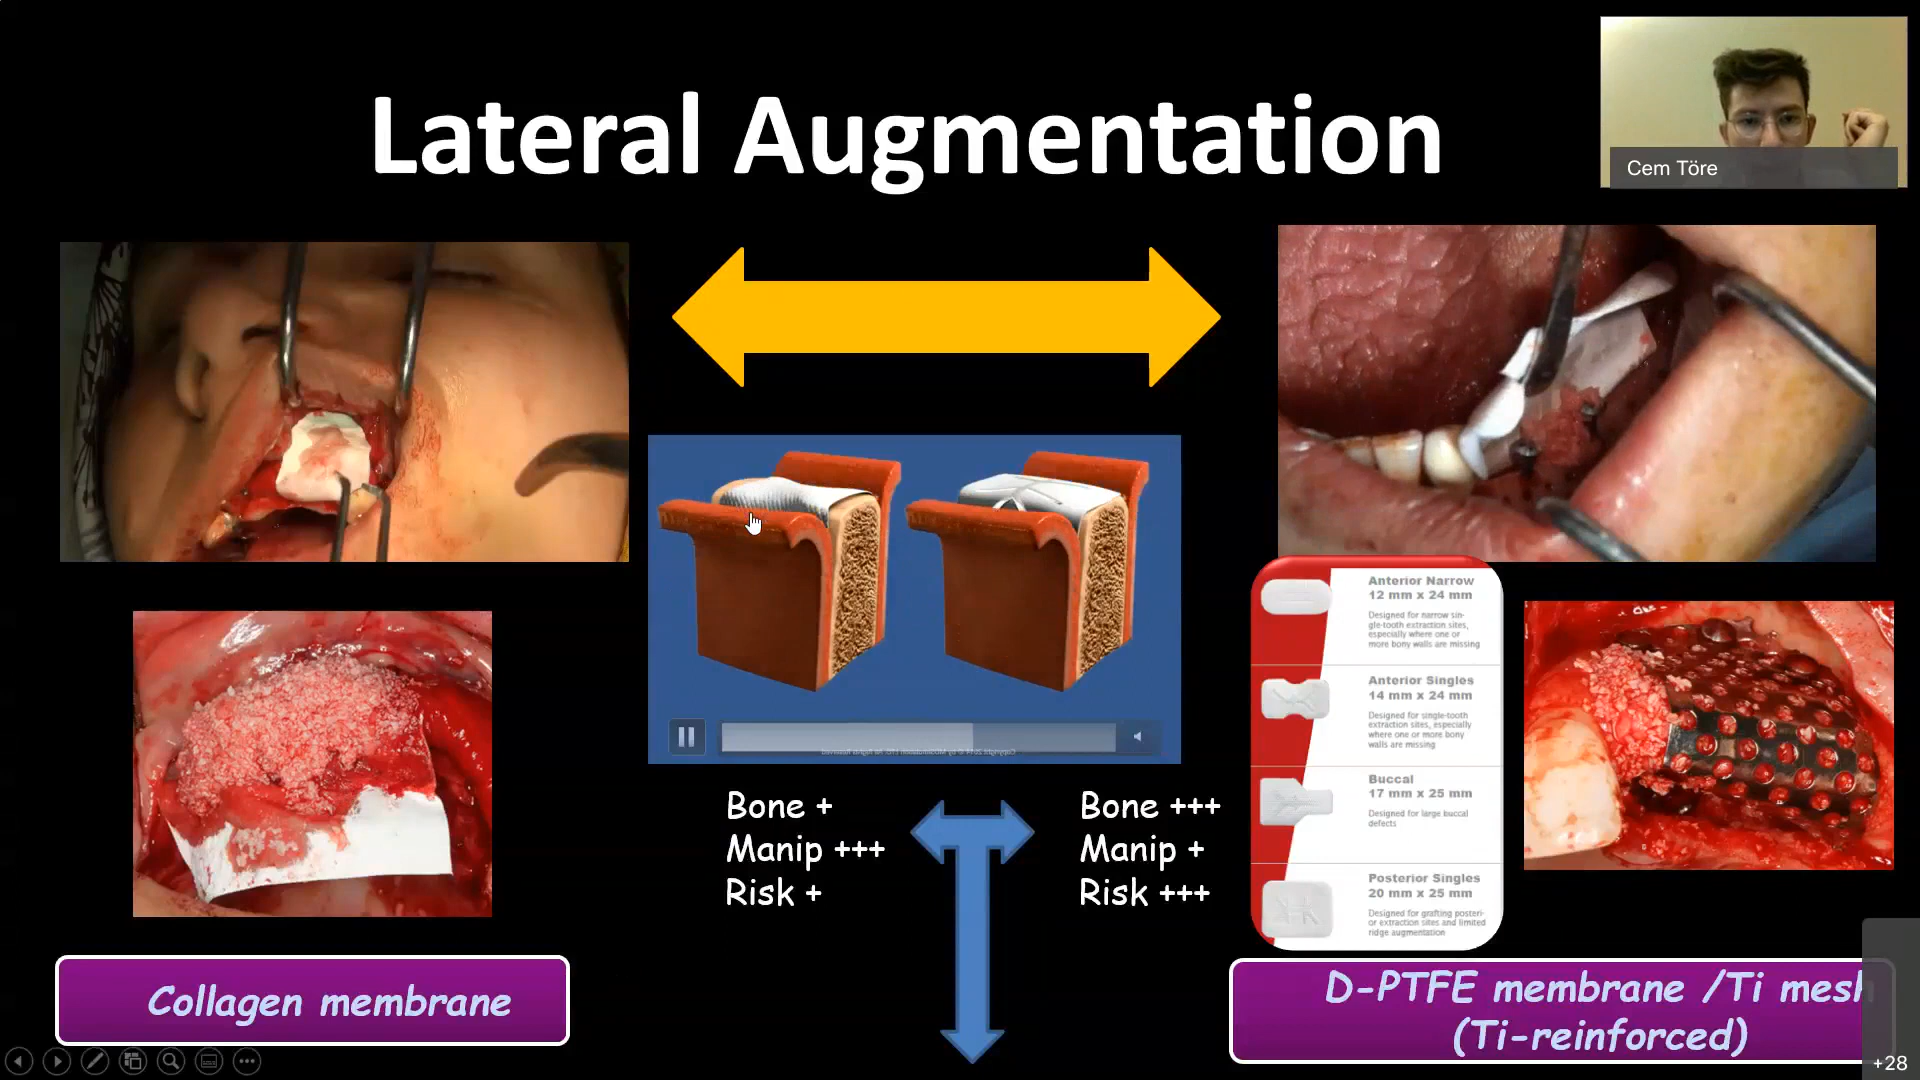 Lateral Augmentation
Cem Töre
Anterior Narrow
12 mm x 24 mm
Designed for narrow sin-
gle-tooth extraction sites,
especially where one or
more bony walls are missing
Anterior Singles
14 mm x 24 mm
Designed for single-tooth
extraction sites, especially
where one or more bony
walls are missing
Buccal
17 mm x 25 mm
Designed for large buccal
defects
Posterior Singles
20 mm x 25 mm
Designed for grafting posteri-
or extraction sites and limited
ridge augmentation
Bone +
Manip +++
Risk +
Bone +++
Manip +
Risk +++
Collagen membrane
D-PTFE membrane /Ti mesh
(Ti-reinforced)
+28